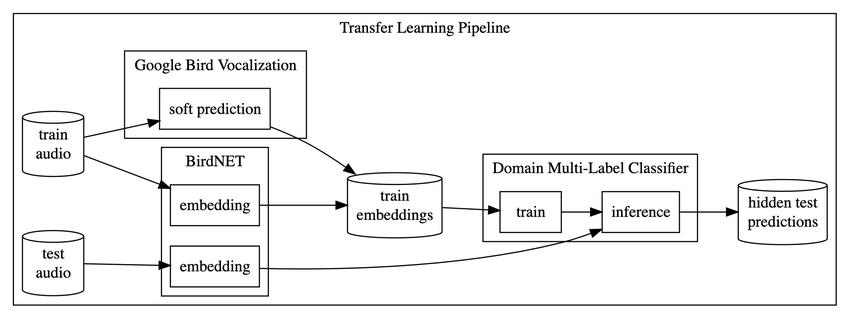 Transfer Learning Pipeline
Google Bird Vocalization
soft prediction
train
audio
BirdNET
embedding
train
embeddings
Domain Multi-Label Classifier
train
inference
hidden test
predictions
test
audio
embedding